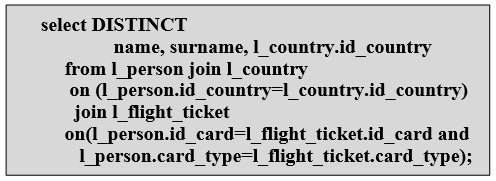 select DISTINCT
name, surname, l_country.id_country
from l_person join l_country
on (l_person.id_country=l_country.id_country)
join l_flight_ticket
on(l_person.id_card=l_flight_ticket.id_card and
l_person.card_type=l_flight_ticket.card_type);